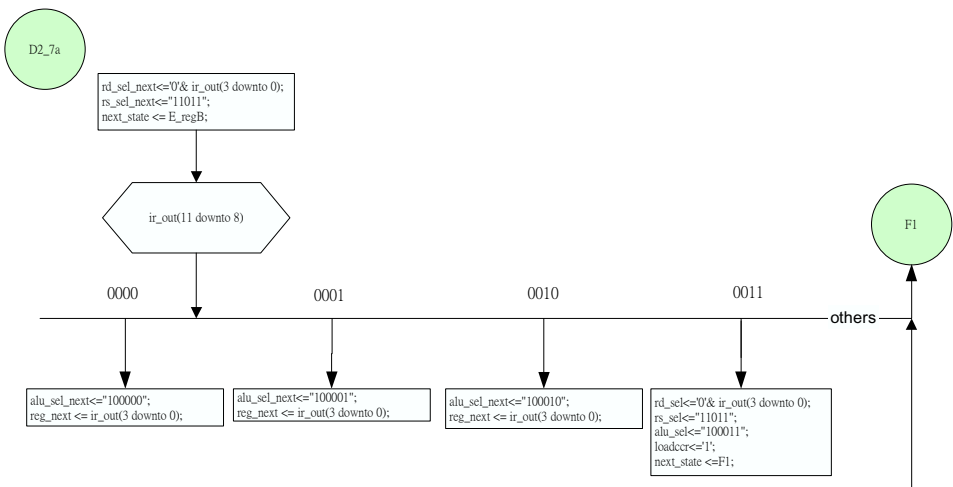 D2_7a
rd_sel_next<='0'& ir_out(3 downto 0);
rs_sel_next<="11011";
next_state <= E_regB;
ir_out(11 downto 8)
F1
0000
0001
0010
0011
others
alu_sel_next<="100000";
reg_next <= ir_out(3 downto 0);
alu_sel_next<="100001";
reg_next <= ir_out(3 downto 0);
alu_sel_next<="100010";
reg_next <= ir_out(3 downto 0);
rd_sel<='0'& ir_out(3 downto 0);
rs_sel<="11011";
alu_sel<="100011";
loadccr<='1';
next_state <=F1;